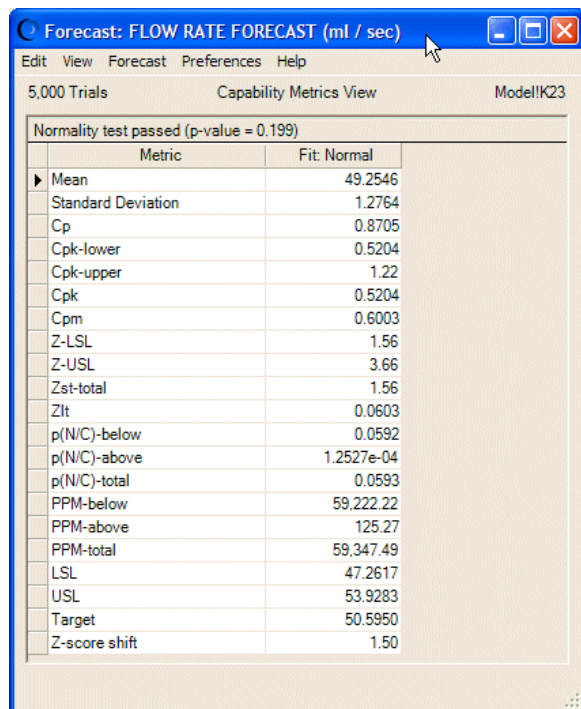 Forecast: FLOW RATE FORECAST (ml / sec)
Edit View Forecast Preferences Help
5,000 Trials Capability Metrics View Model!K23
Normality test passed (p-value = 0.199)
Metric Fit: Normal
Mean 49.2546
Standard Deviation 1.2764
Cp 0.8705
Cpk-lower 0.5204
Cpk-upper 1.22
Cpk 0.5204
Cpm 0.6003
Z-LSL 1.56
Z-USL 3.66
Zst-total 1.56
Zlt 0.0603
p(N/C)-below 0.0592
p(N/C)-above 1.2527e-04
p(N/C)-total 0.0593
PPM-below 59,222.22
PPM-above 125.27
PPM-total 59,347.49
LSL 47.2617
USL 53.9283
Target 50.5950
Z-score shift 1.50